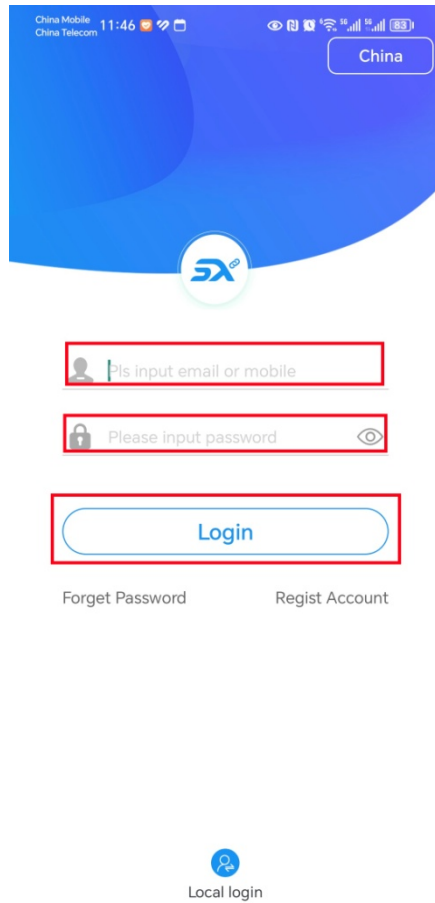 China Mobile
China Telecom
11:46
83
China
SX
Pls input email or mobile
Please input password
Login
Forget Password
Regist Account
Local login